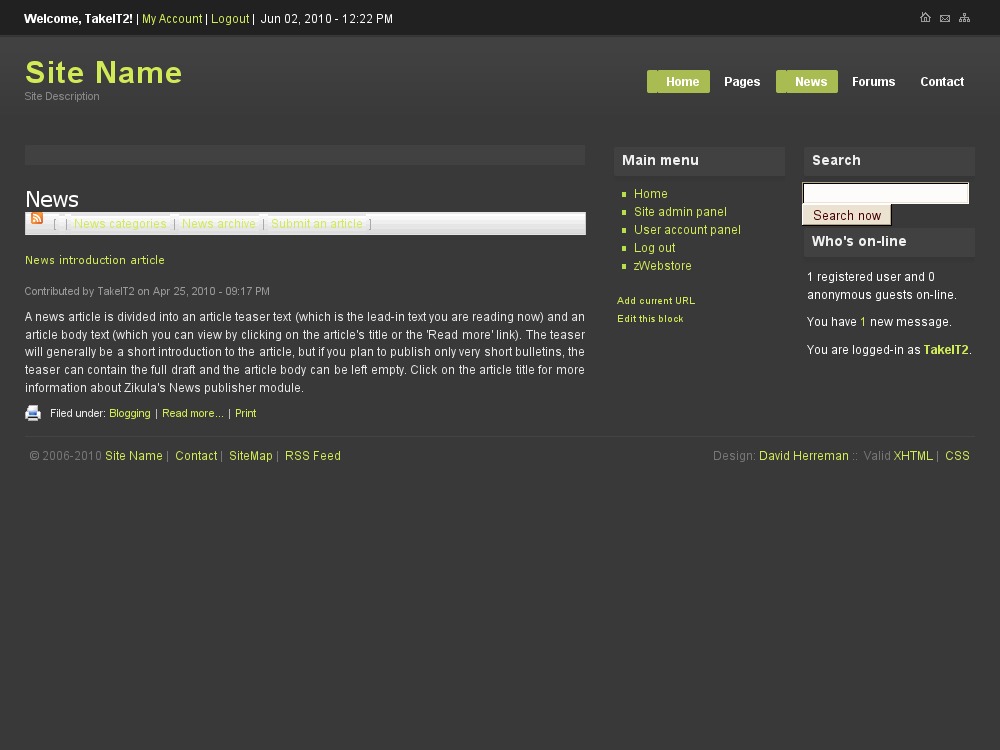 Welcome, TakeIT2! | My Account | Logout | Jun 02, 2010 - 12:22 PM
Site Name
Site Description
Home Pages News Forums Contact
News
[ | News categories | News archive | Submit an article ]
News introduction article
Contributed by TakeIT2 on Apr 25, 2010 - 09:17 PM
A news article is divided into an article teaser text (which is the lead-in text you are reading now) and an
article body text (which you can view by clicking on the article's title or the 'Read more' link). The teaser
will generally be a short introduction to the article, but if you plan to publish only very short bulletins, the
teaser can contain the full draft and the article body can be left empty. Click on the article title for more
information about Zikula's News publisher module.
Filed under: Blogging | Read more... | Print
Main menu
Home
Site admin panel
User account panel
Log out
zWebstore
Add current URL
Edit this block
Search
Search now
Who's on-line
1 registered user and 0
anonymous guests on-line.
You have 1 new message.
You are logged-in as TakeIT2.
© 2006-2010 Site Name | Contact | SiteMap | RSS Feed
Design: David Herreman :: Valid XHTML | CSS